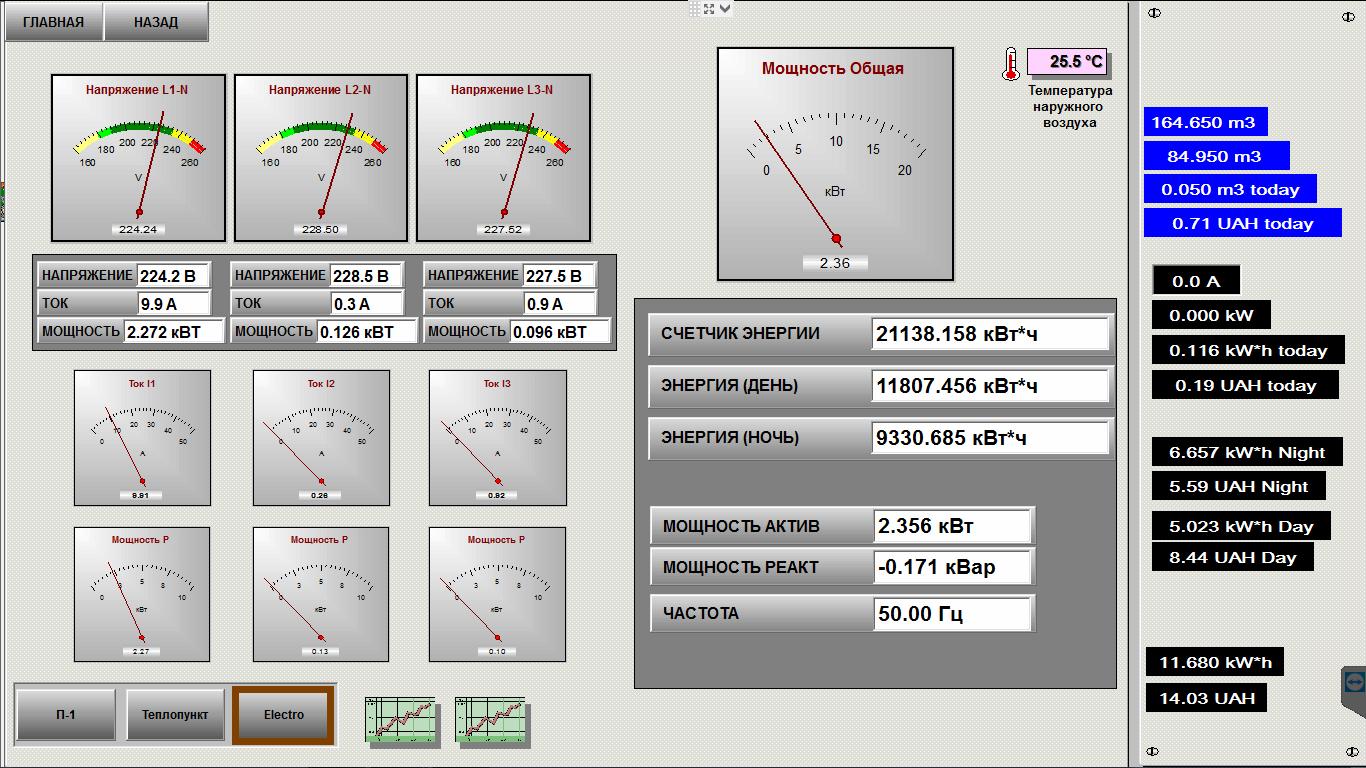 ГЛАВНАЯ НАЗАД
Напряжение L1-N
160 180 200 220 240 260
V
224.24
Напряжение L2-N
160 180 200 220 240 260
V
228.50
Напряжение L3-N
160 180 200 220 240 260
V
227.52
Мощность Общая
0 5 10 15 20
кВт
2.36
25.5 °C
Температура
наружного
воздуха
НАПРЯЖЕНИЕ 224.2 В
ТОК 9.9 А
МОЩНОСТЬ 2.272 кВТ
НАПРЯЖЕНИЕ 228.5 В
ТОК 0.3 А
МОЩНОСТЬ 0.126 кВТ
НАПРЯЖЕНИЕ 227.5 В
ТОК 0.9 А
МОЩНОСТЬ 0.096 кВТ
Ток I1
0 10 20 30 40 50
А
9.91
Ток I2
0 10 20 30 40 50
А
0.26
Ток I3
0 10 20 30 40 50
А
0.92
Мощность P
0 3 5 8 10
кВт
2.27
Мощность P
0 3 5 8 10
кВт
0.13
Мощность P
0 3 5 8 10
кВт
0.10
СЧЕТЧИК ЭНЕРГИИ 21138.158 кВт*ч
ЭНЕРГИЯ (ДЕНЬ) 11807.456 кВт*ч
ЭНЕРГИЯ (НОЧЬ) 9330.685 кВт*ч
МОЩНОСТЬ АКТИВ 2.356 кВт
МОЩНОСТЬ РЕАКТ -0.171 кВар
ЧАСТОТА 50.00 Гц
П-1 Теплопункт Electro
164.650 m3
84.950 m3
0.050 m3 today
0.71 UAH today
0.0 A
0.000 kW
0.116 kW*h today
0.19 UAH today
6.657 kW*h Night
5.59 UAH Night
5.023 kW*h Day
8.44 UAH Day
11.680 kW*h
14.03 UAH